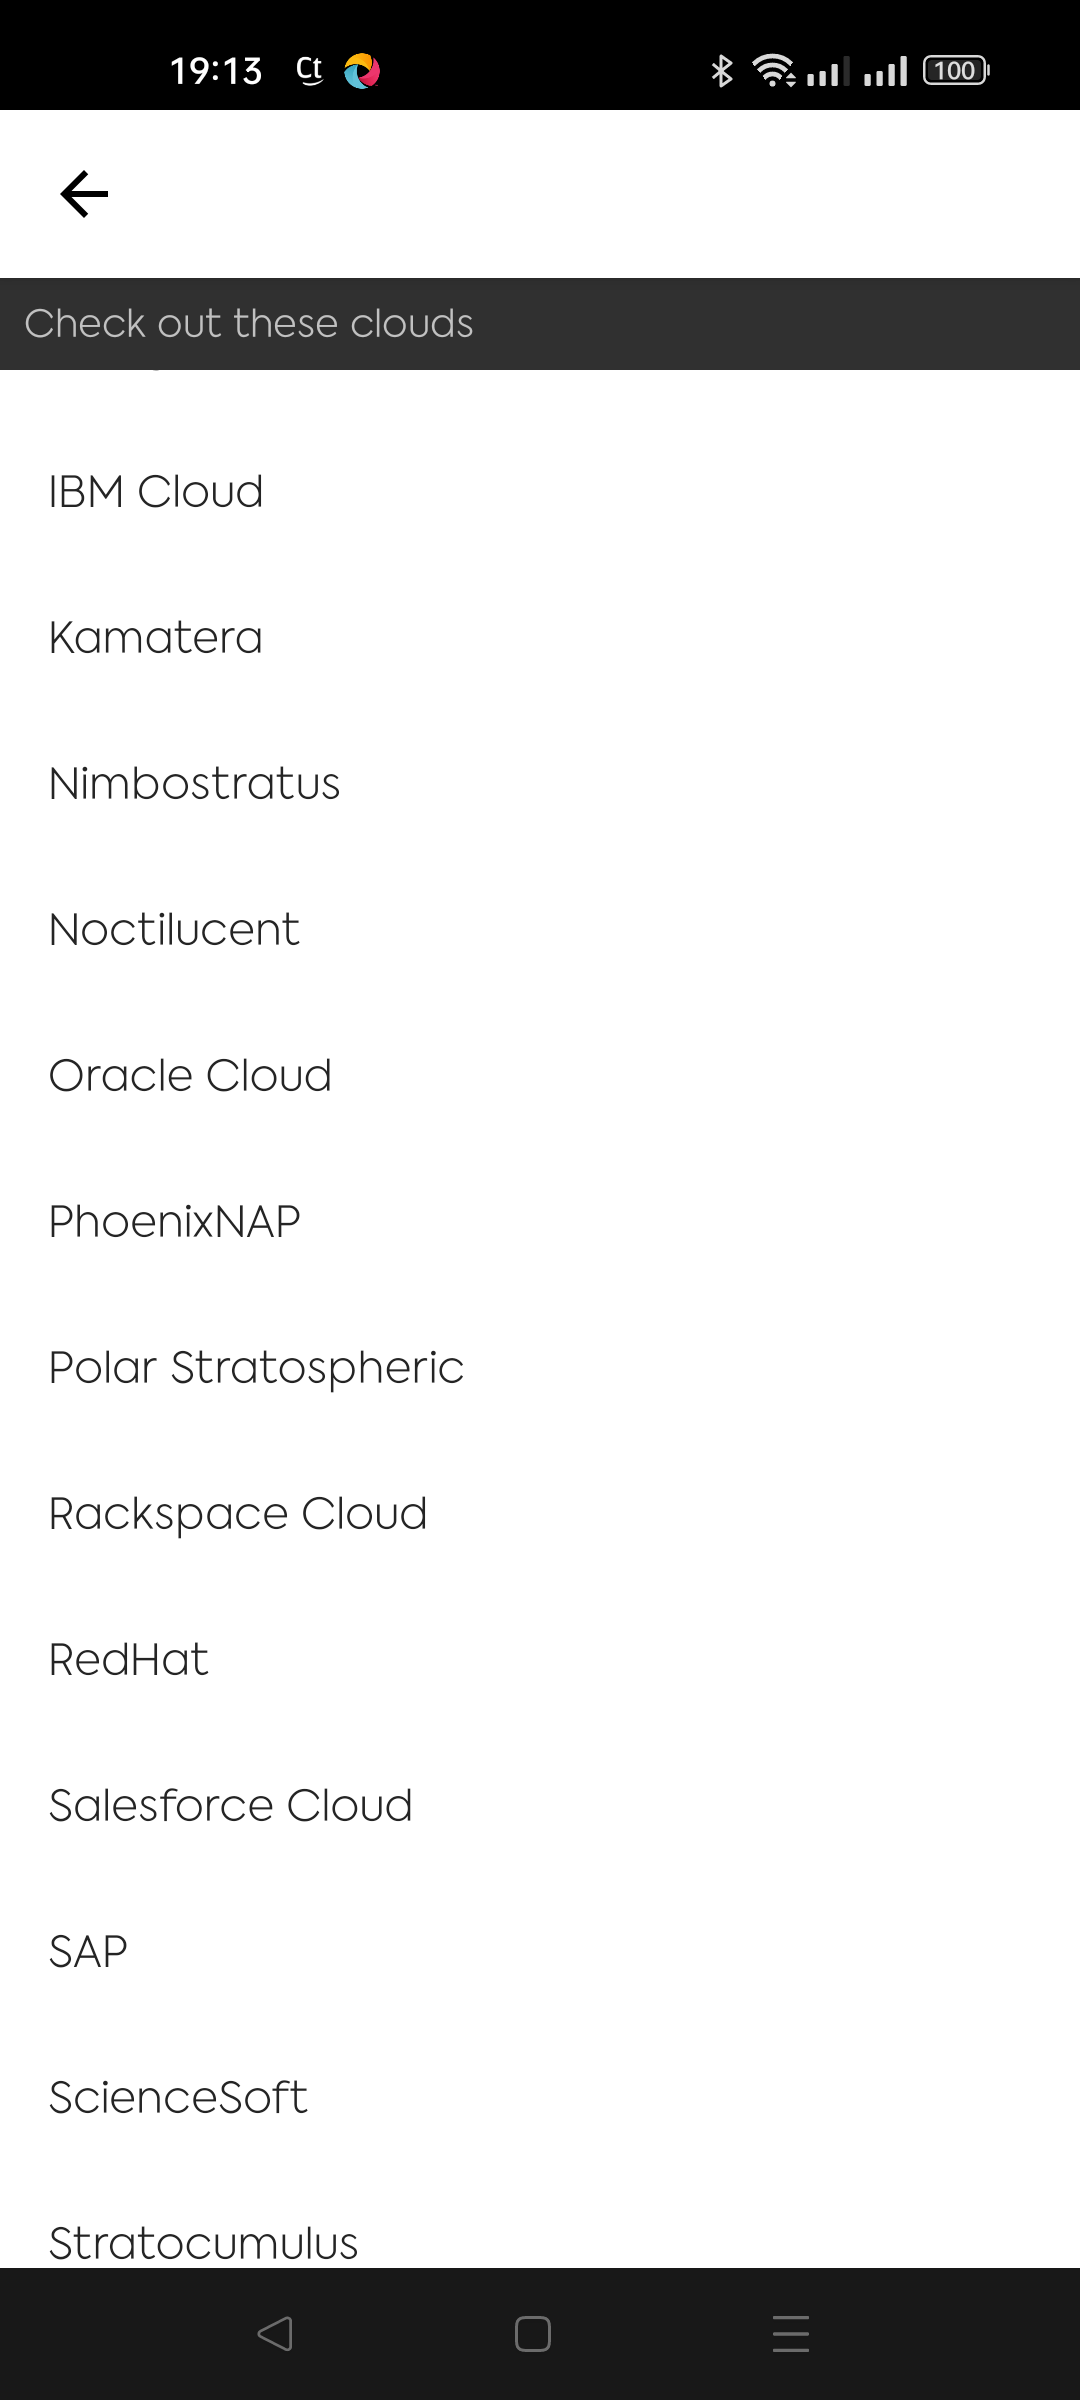 19:13 Ct 100
Check out these clouds
IBM Cloud
Kamatera
Nimbostratus
Noctilucent
Oracle Cloud
PhoenixNAP
Polar Stratospheric
Rackspace Cloud
RedHat
Salesforce Cloud
SAP
ScienceSoft
Stratocumulus